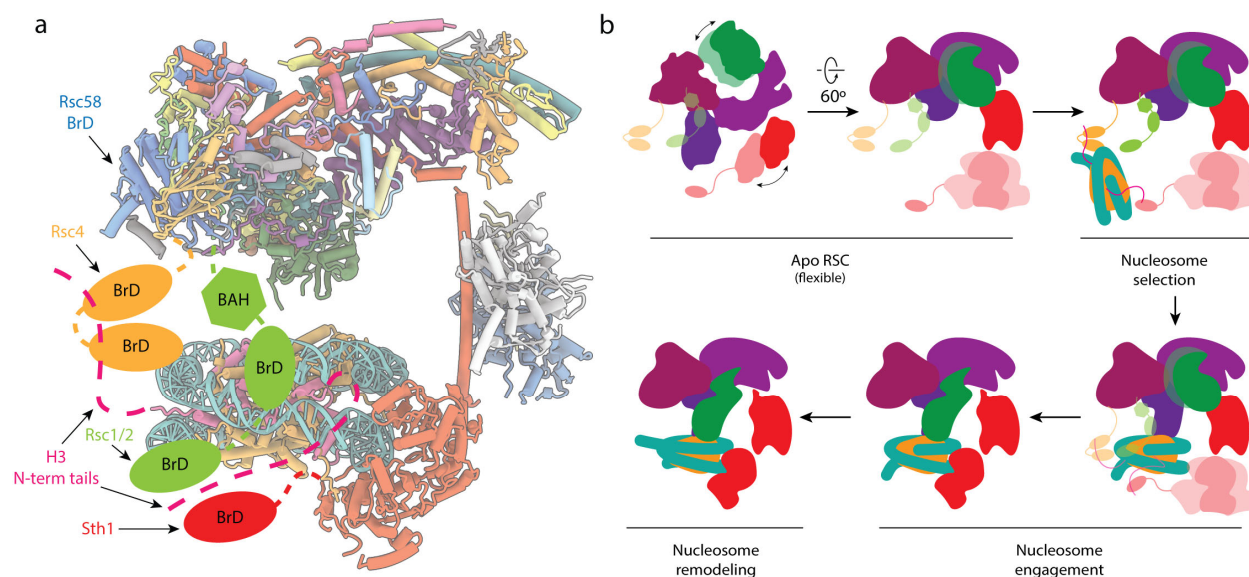 a
Rsc58
BrD
Rsc4
BrD
BAH
BrD
BrD
H3
N-term tails
Rsc1/2
BrD
BrD
Sth1
b
60º
Apo RSC
(flexible)
Nucleosome
selection
Nucleosome
remodeling
Nucleosome
engagement